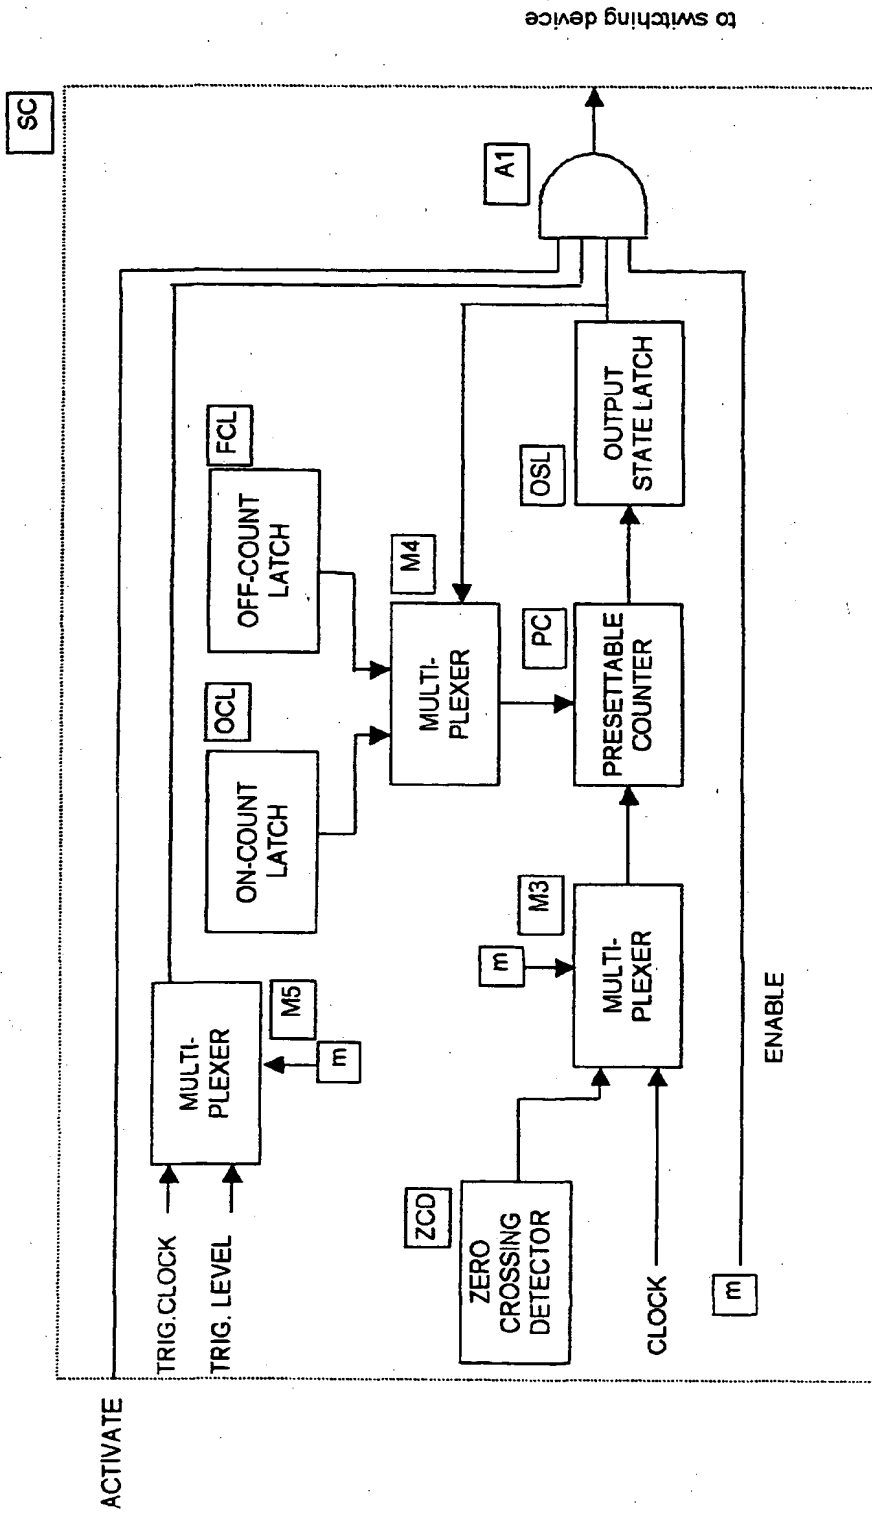 SC
to switching device
ACTIVATE
TRIG.CLOCK
TRIG. LEVEL
MULTI-
PLEXER
M5
m
ON-COUNT
LATCH
OCL
OFF-COUNT
LATCH
FCL
MULTI-
PLEXER
M4
A1
ZERO
CROSSING
DETECTOR
ZCD
CLOCK
m
MULTI-
PLEXER
M3
PRESETTABLE
COUNTER
PC
OUTPUT
STATE LATCH
OSL
m
ENABLE